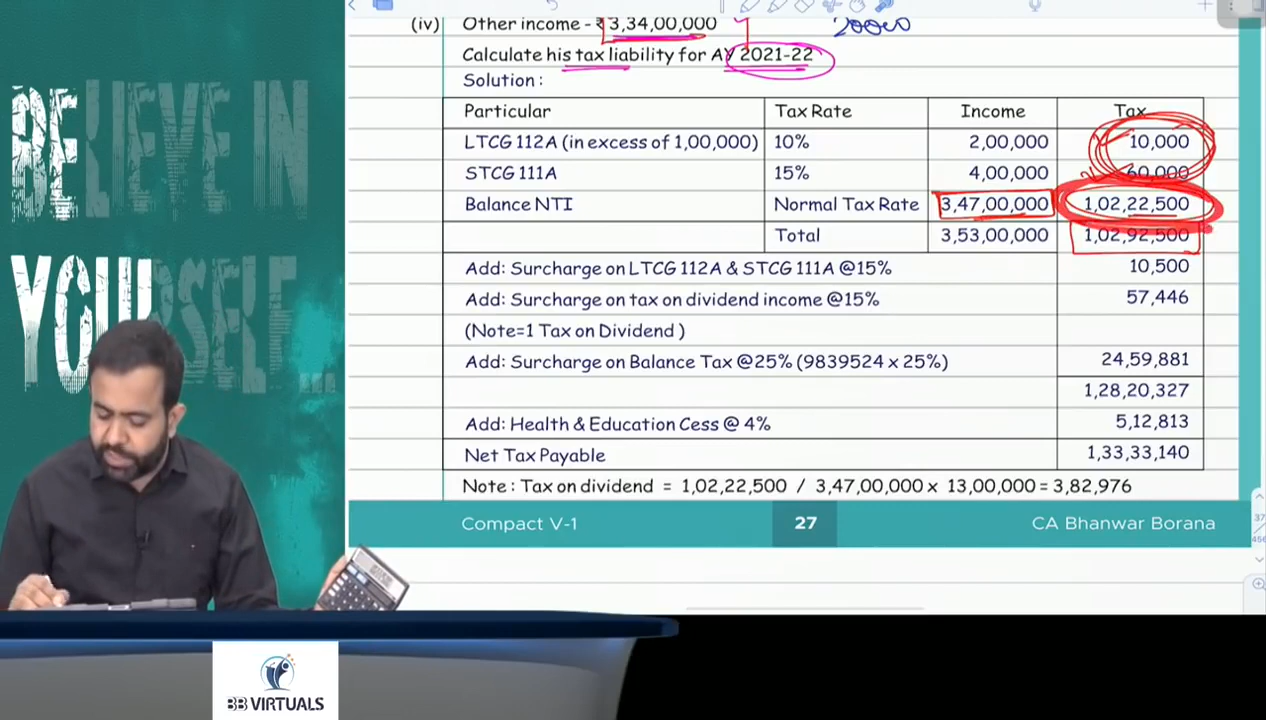 (iv) Other income - ₹ 3,34,00,000
20000
Calculate his tax liability for AY 2021-22
Solution :
Particular Tax Rate Income Tax
LTCG 112A (in excess of 1,00,000) 10% 2,00,000 10,000
STCG 111A 15% 4,00,000 60,000
Balance NTI Normal Tax Rate 3,47,00,000 1,02,22,500
Total 3,53,00,000 1,02,92,500
Add: Surcharge on LTCG 112A & STCG 111A @15% 10,500
Add: Surcharge on tax on dividend income @15% 57,446
(Note=1 Tax on Dividend )
Add: Surcharge on Balance Tax @25% (9839524 x 25%) 24,59,881
1,28,20,327
Add: Health & Education Cess @ 4% 5,12,813
Net Tax Payable 1,33,33,140
Note : Tax on dividend = 1,02,22,500 / 3,47,00,000 x 13,00,000 = 3,82,976
Compact V-1 27 CA Bhanwar Borana
BELIEVE IN
YOURSELF...
BB VIRTUALS